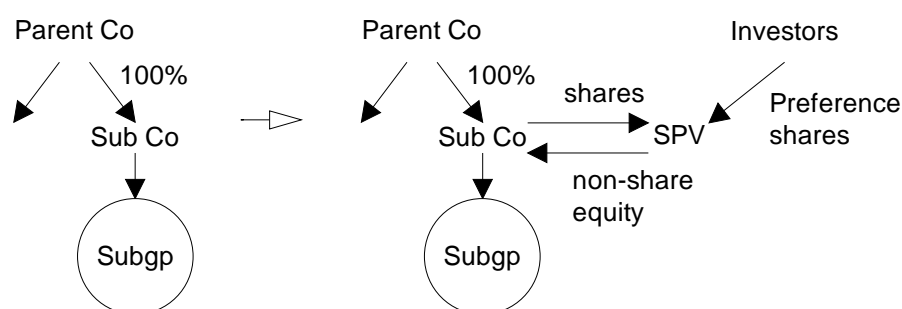 Parent Co
100%
Sub Co
Subgp
Parent Co
100%
Sub Co
Subgp
shares
non-share
equity
SPV
Investors
Preference
shares